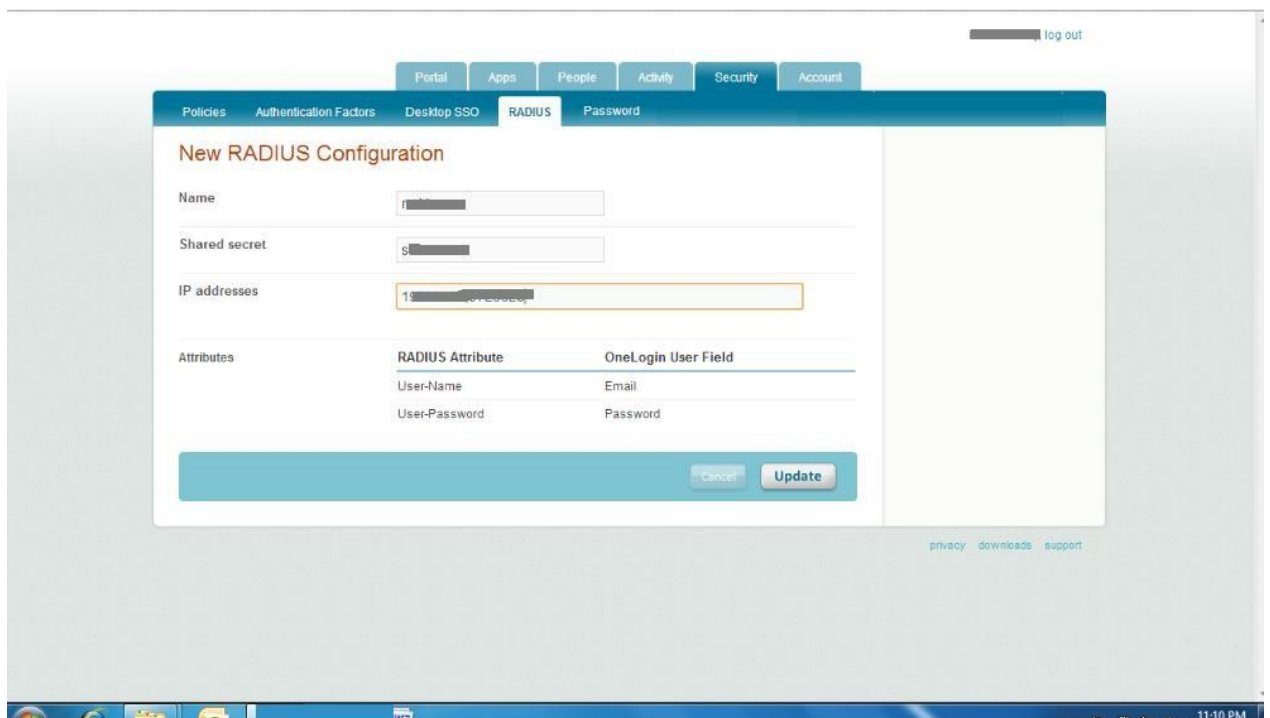 log out
Portal Apps People Activity Security Account
Policies Authentication Factors Desktop SSO RADIUS Password
New RADIUS Configuration
Name
Shared secret
IP addresses
Attributes RADIUS Attribute OneLogin User Field
User-Name Email
User-Password Password
Cancel Update
privacy downloads support
11:10 PM